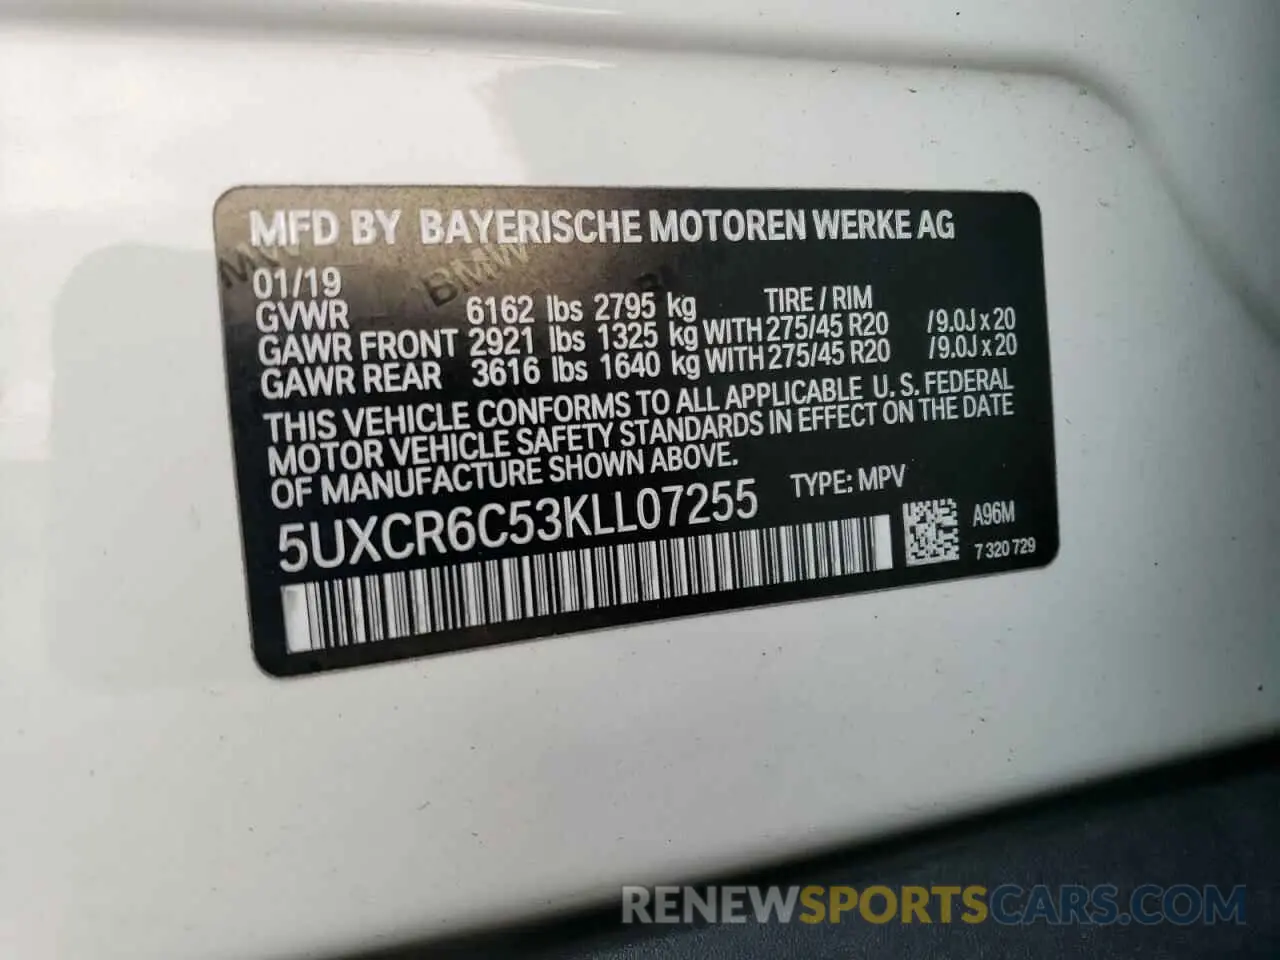 MFD BY BAYERISCHE MOTOREN WERKE AG
01/19
GVWR 6162 lbs 2795 kg TIRE / RIM
GAWR FRONT 2921 lbs 1325 kg WITH 275/45 R20 /9.0J x 20
GAWR REAR 3616 lbs 1640 kg WITH 275/45 R20 /9.0J x 20
THIS VEHICLE CONFORMS TO ALL APPLICABLE U. S. FEDERAL
MOTOR VEHICLE SAFETY STANDARDS IN EFFECT ON THE DATE
OF MANUFACTURE SHOWN ABOVE.
5UXCR6C53KLL07255 TYPE: MPV
A96M
7 320 729
BMW
RENEWSPORTSCARS.COM